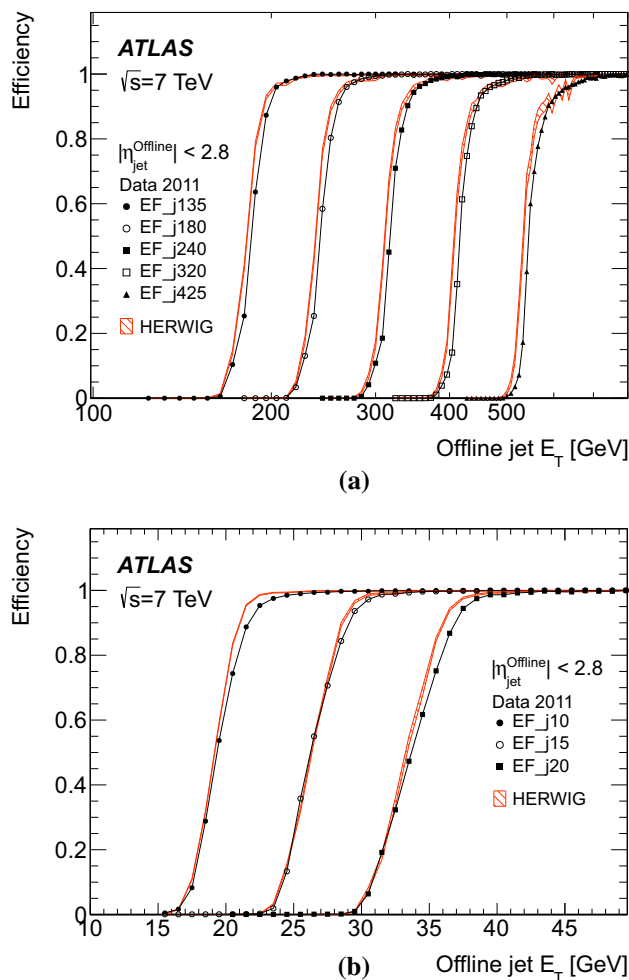 Efficiency
ATLAS
√s=7 TeV
|η_jet^Offline| < 2.8
Data 2011
EF_j135
EF_j180
EF_j240
EF_j320
EF_j425
HERWIG
1
0.8
0.6
0.4
0.2
0
100 200 300 400 500
Offline jet E_T [GeV]
(a)
Efficiency
ATLAS
√s=7 TeV
|η_jet^Offline| < 2.8
Data 2011
EF_j10
EF_j15
EF_j20
HERWIG
1
0.8
0.6
0.4
0.2
0
10 15 20 25 30 35 40 45
Offline jet E_T [GeV]
(b)